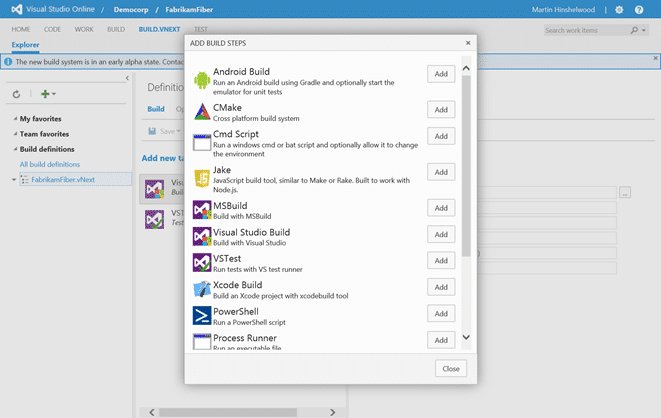 Visual Studio Online / Democorp › FabrikamFiber
Martin Hinshelwood
HOME CODE WORK BUILD BUILD.VNEXT TEST
Search work items
Explorer
The new build system is in an early alpha state. Contac
My favorites
Team favorites
Build definitions
All build definitions
FabrikamFiber.vNext
Definition
Build
Save
Add new ta
Visu
Buil
VST
Test
ADD BUILD STEPS
Android Build
Run an Android build using Gradle and optionally start the
emulator for unit tests
Add
CMake
Cross platform build system
Add
Cmd Script
Run a windows cmd or bat script and optionally allow it to change
the environment
Add
Jake
JavaScript build tool, similar to Make or Rake. Built to work with
Node.js.
Add
MSBuild
Build with MSBuild
Add
Visual Studio Build
Build with Visual Studio
Add
VSTest
Run tests with VS test runner
Add
Xcode Build
Build an Xcode project with xcodebuild tool
Add
PowerShell
Run a PowerShell script
Add
Process Runner
Run an executable file
Add
Close